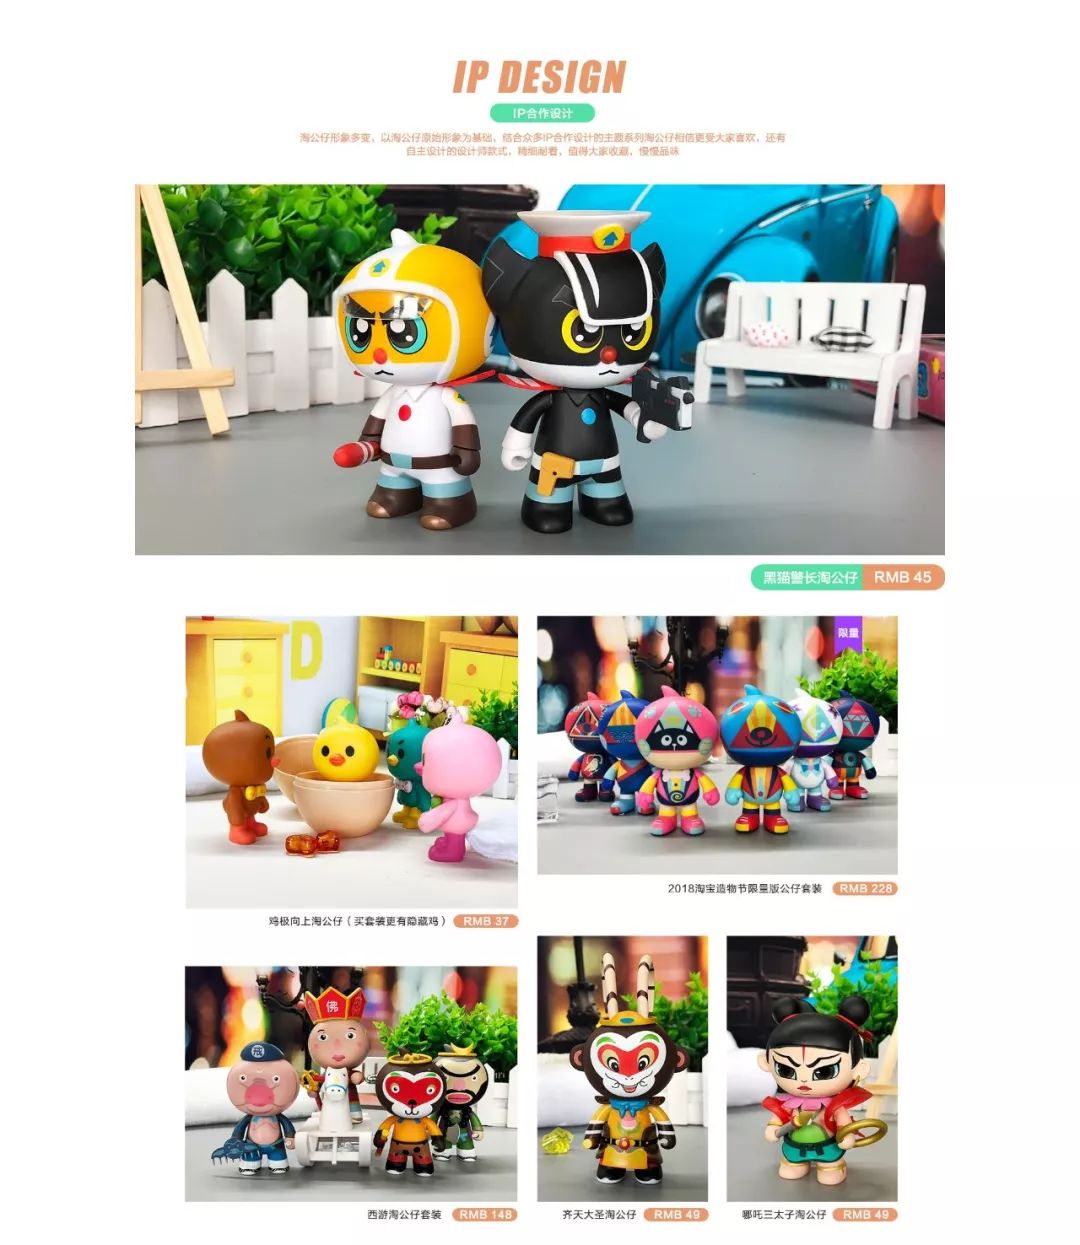 IP DESIGN
IP合作设计
淘公仔形象多变，以淘公仔原始形象为基础，结合众多IP合作设计的主题系列淘公仔相信更受大家喜欢，还有
自主设计的设计师款式，精细耐看，值得大家收藏，慢慢品味
黑猫警长淘公仔 RMB 45
D
限量
2018淘宝造物节限量版公仔套装 RMB 228
鸡极向上淘公仔（买套装更有隐藏鸡） RMB 37
佛
戒
西游淘公仔套装 RMB 148
齐天大圣淘公仔 RMB 49
哪吒三太子淘公仔 RMB 49